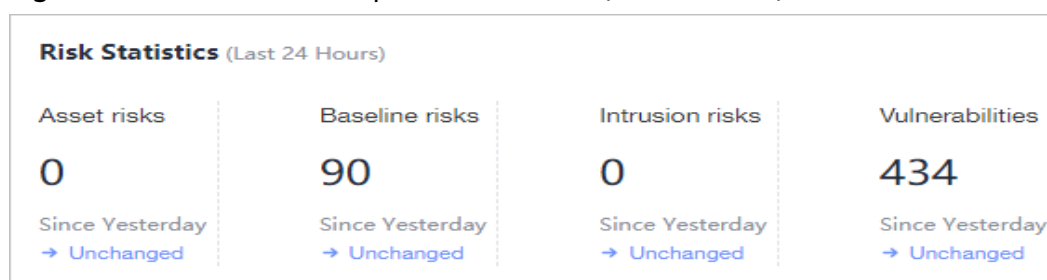 Risk Statistics (Last 24 Hours)
Asset risks Baseline risks Intrusion risks Vulnerabilities
0 90 0 434
Since Yesterday Since Yesterday Since Yesterday Since Yesterday
→ Unchanged → Unchanged → Unchanged → Unchanged